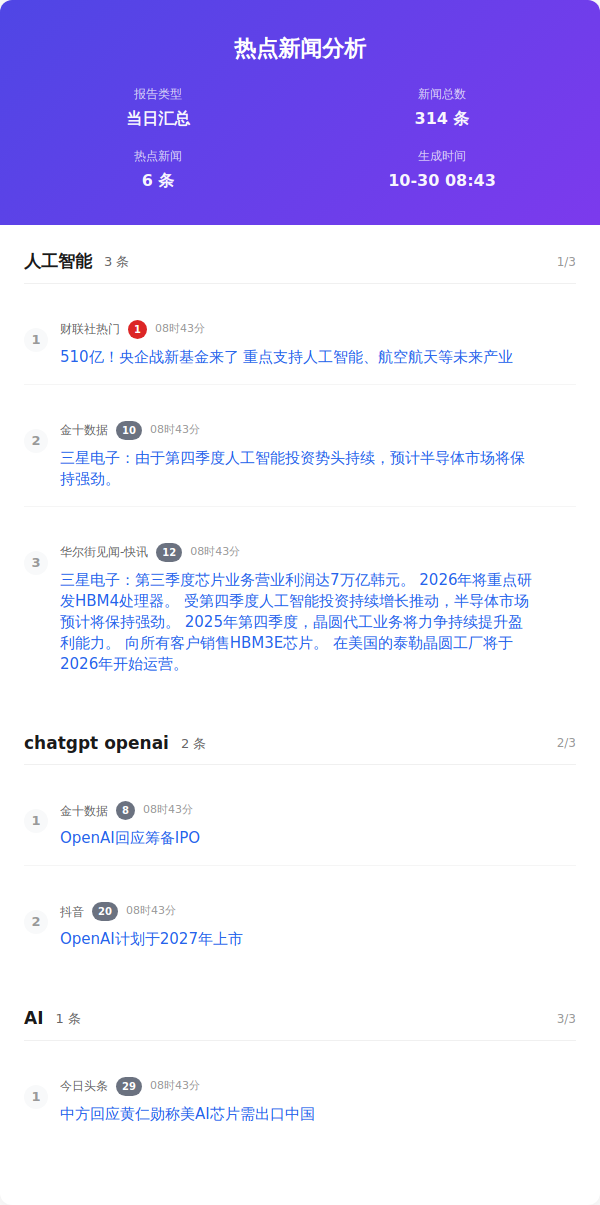 热点新闻分析
报告类型
当日汇总
新闻总数
314 条
热点新闻
6 条
生成时间
10-30 08:43
人工智能 3 条 1/3
1
财联社热门 1 08时43分
510亿！央企战新基金来了 重点支持人工智能、航空航天等未来产业
2
金十数据 10 08时43分
三星电子：由于第四季度人工智能投资势头持续，预计半导体市场将保
持强劲。
3
华尔街见闻-快讯 12 08时43分
三星电子：第三季度芯片业务营业利润达7万亿韩元。 2026年将重点研
发HBM4处理器。 受第四季度人工智能投资持续增长推动，半导体市场
预计将保持强劲。 2025年第四季度，晶圆代工业务将力争持续提升盈
利能力。 向所有客户销售HBM3E芯片。 在美国的泰勒晶圆工厂将于
2026年开始运营。
chatgpt openai 2 条 2/3
1
金十数据 8 08时43分
OpenAI回应筹备IPO
2
抖音 20 08时43分
OpenAI计划于2027年上市
AI 1 条 3/3
1
今日头条 29 08时43分
中方回应黄仁勋称美AI芯片需出口中国